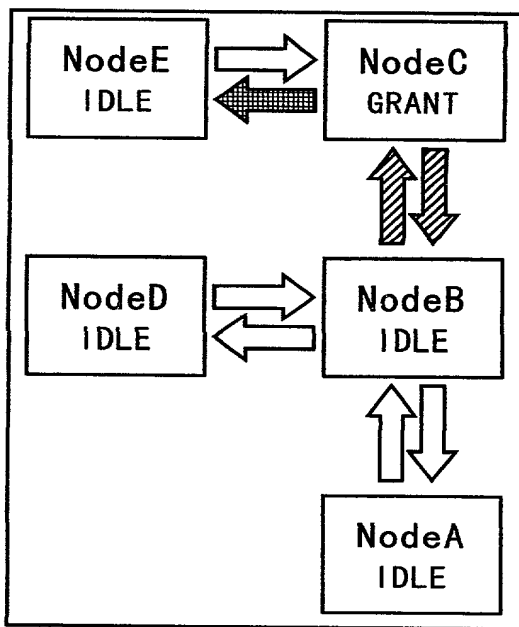 NodeE
IDLE
NodeC
GRANT
NodeD
IDLE
NodeB
IDLE
NodeA
IDLE